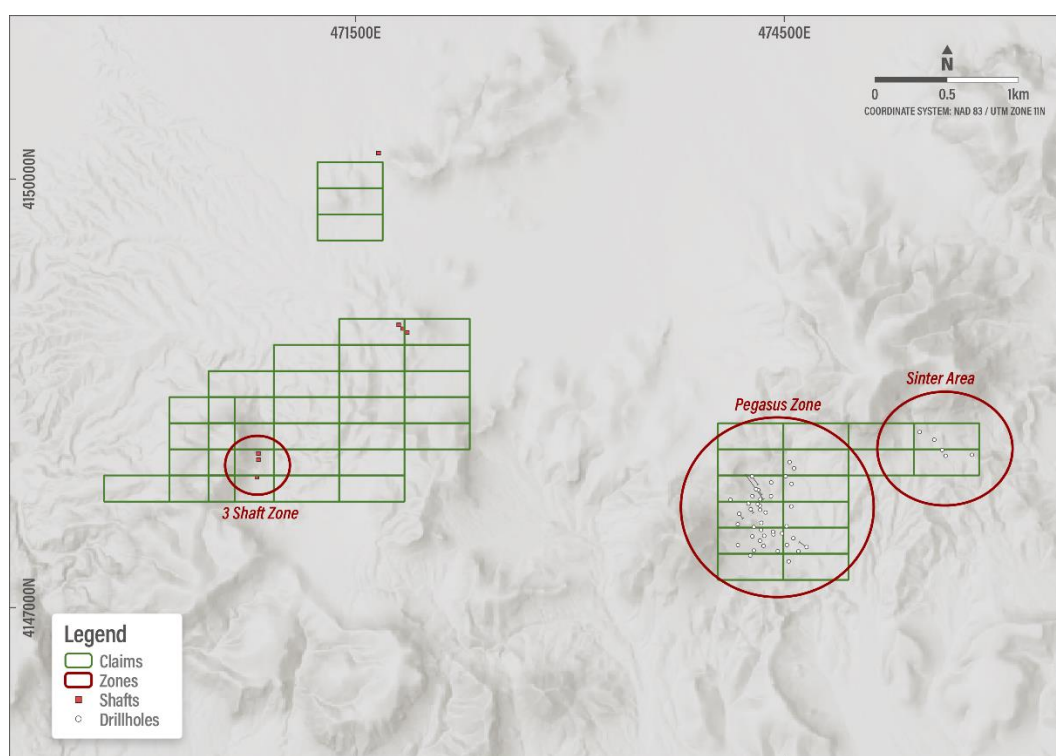 471500E
474500E
N
0 0.5 1km
COORDINATE SYSTEM: NAD 83 / UTM ZONE 11N
4150000N
Sinter Area
Pegasus Zone
3 Shaft Zone
4147000N
Legend
Claims
Zones
Shafts
Drillholes